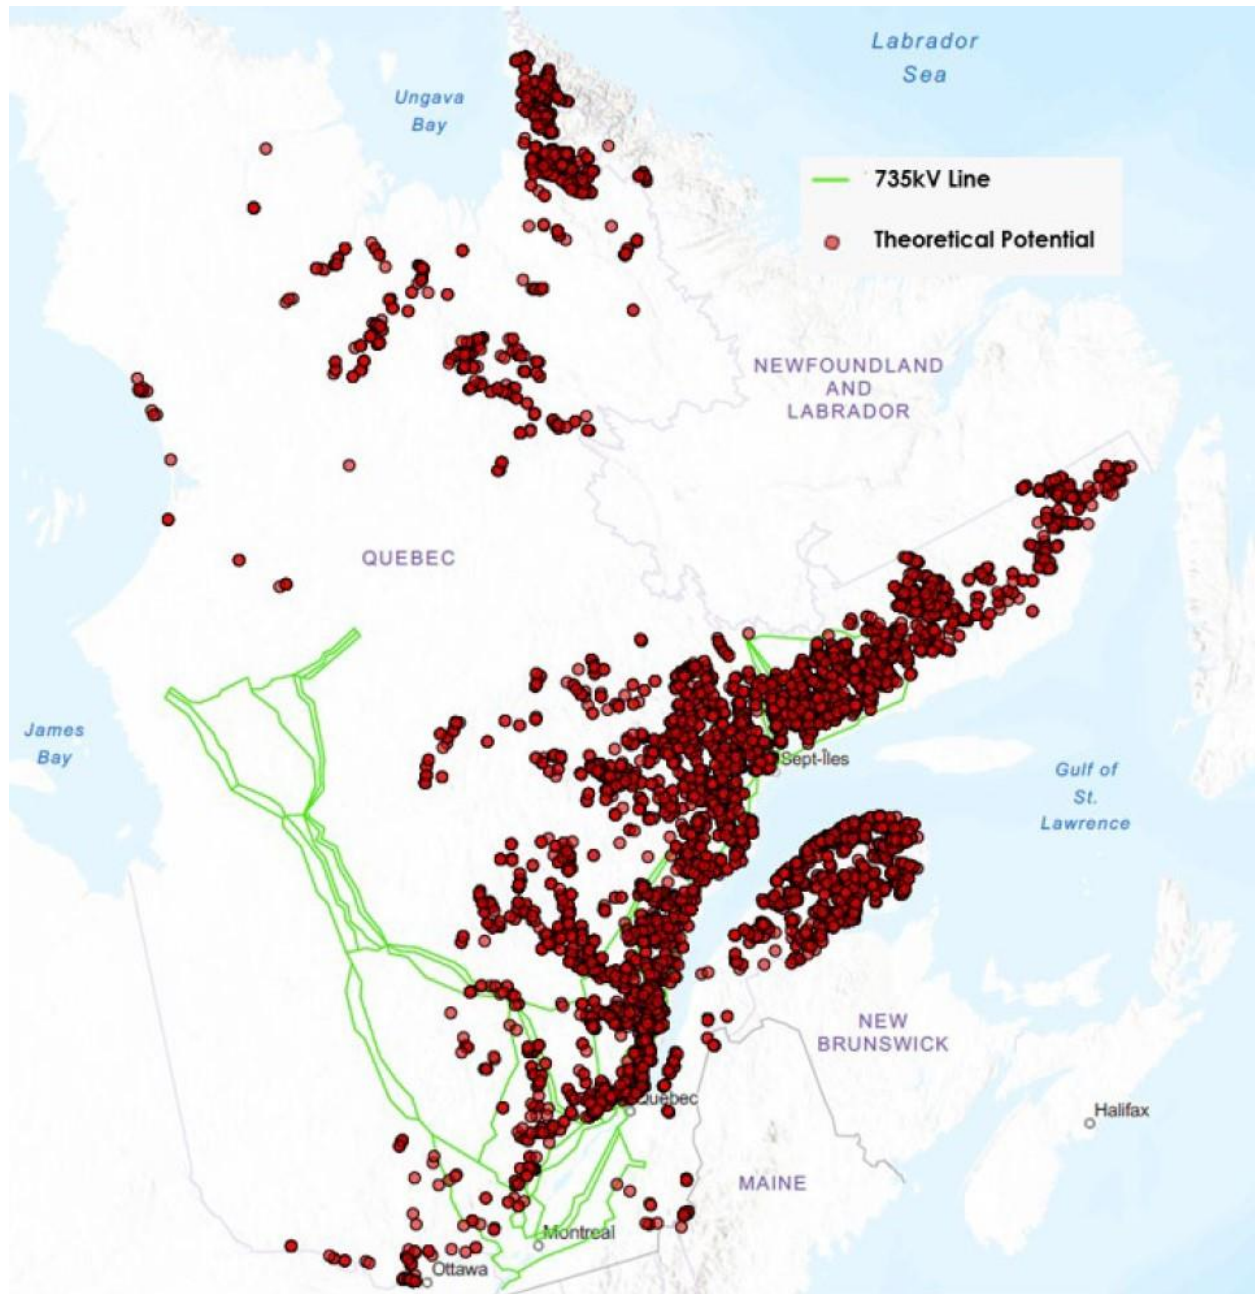 Labrador
Sea
Ungava
Bay
735kV Line
Theoretical Potential
NEWFOUNDLAND
AND
LABRADOR
QUEBEC
James
Bay
Sept-Îles
Gulf of
St.
Lawrence
NEW
BRUNSWICK
Québec
Halifax
MAINE
Montreal
Ottawa